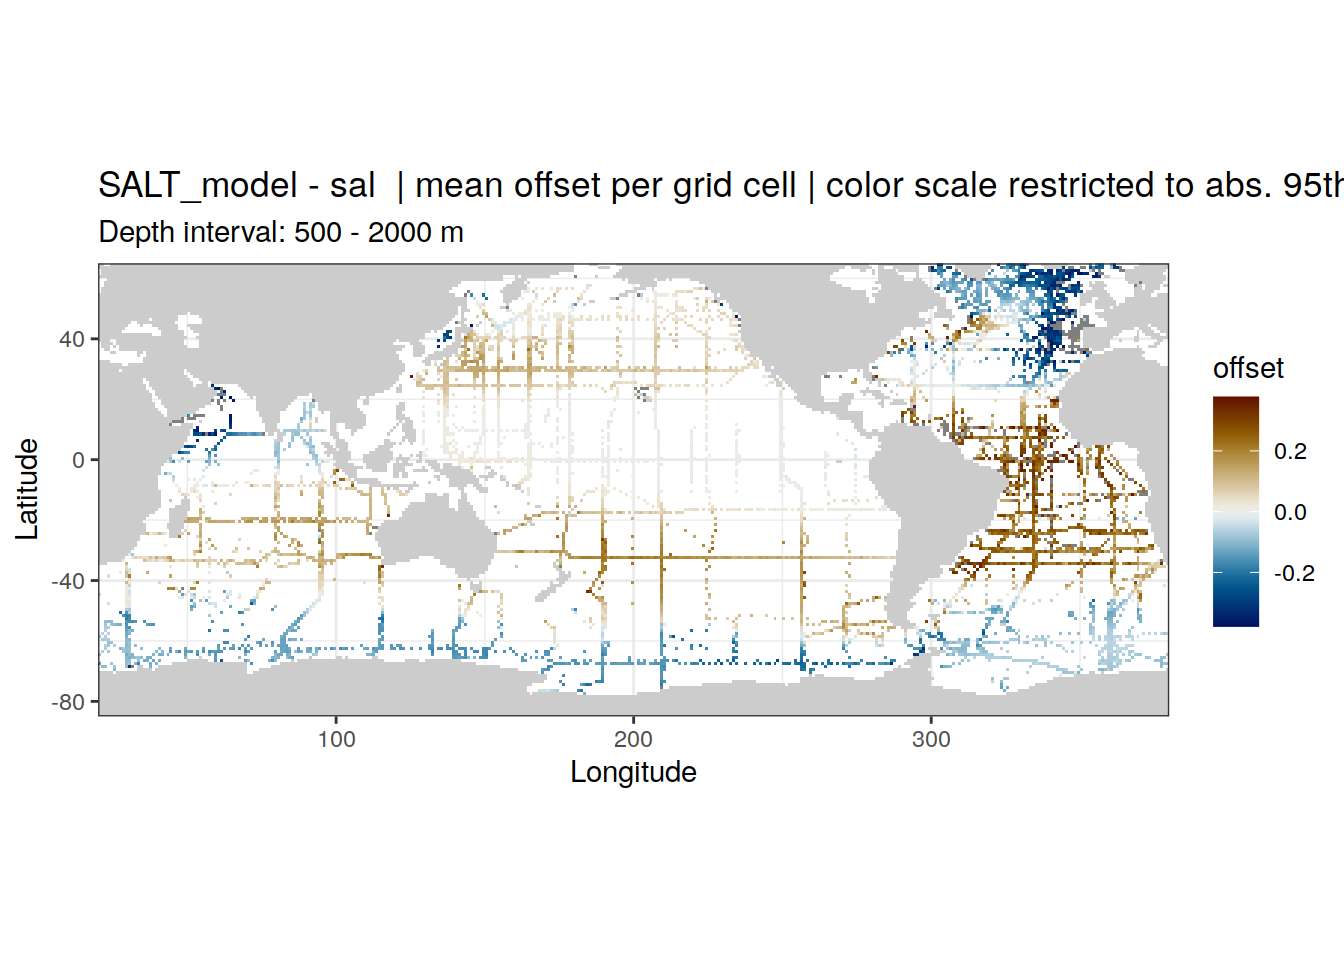 SALT_model - sal  | mean offset per grid cell | color scale restricted to abs. 95th
Depth interval: 500 - 2000 m
offset
0.2
0.0
-0.2
40
0
-40
-80
Latitude
100
200
300
Longitude